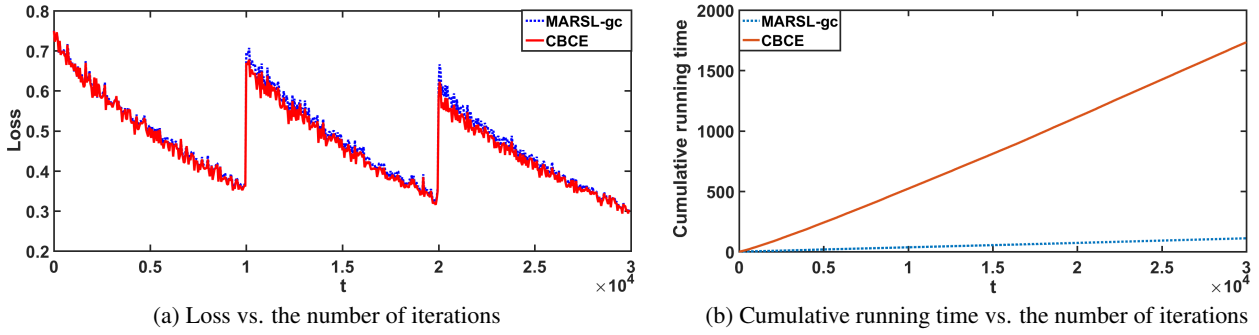 MARSL-gc
CBCE
0.8
0.7
0.6
0.5
0.4
0.3
0.2
Loss
0 0.5 1 1.5 2 2.5 3
t
×10^4
(a) Loss vs. the number of iterations
MARSL-gc
CBCE
2000
1500
1000
500
0
Cumulative running time
0 0.5 1 1.5 2 2.5 3
t
×10^4
(b) Cumulative running time vs. the number of iterations